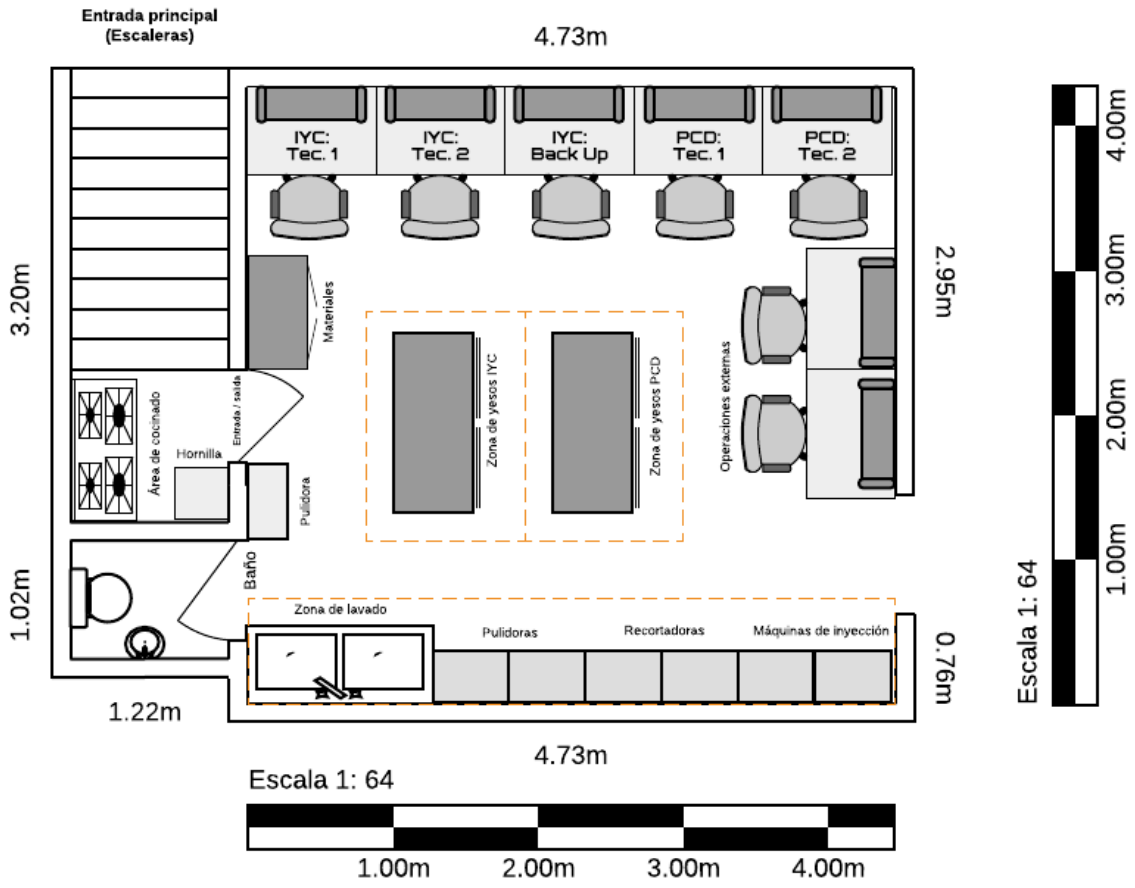 Entrada principal
(Escaleras)
4.73m
IYC:
Tec. 1
IYC:
Tec. 2
IYC:
Back Up
PCD:
Tec. 1
PCD:
Tec. 2
3.20m
Materiales
2.95m
4.00m
3.00m
2.00m
1.00m
Escala 1: 64
Zona de yesos IYC
Zona de yesos PCD
Operaciones externas
Entrada / salida
Área de cocinado
Hornilla
Pulidora
Baño
1.02m
Zona de lavado
Pulidoras
Recortadoras
Máquinas de inyección
0.76m
1.22m
4.73m
Escala 1: 64
1.00m
2.00m
3.00m
4.00m